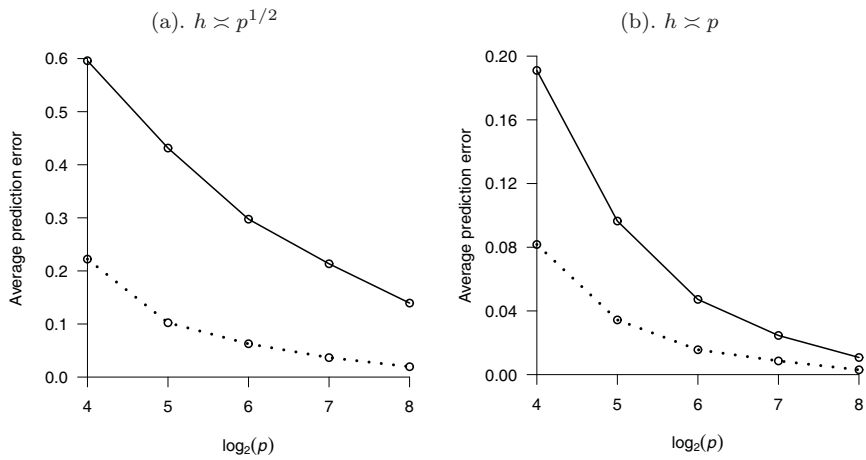 (a). h ≍ p^{1/2}
Average prediction error
0.6
0.5
0.4
0.3
0.2
0.1
0.0
4 5 6 7 8
log₂(p)
(b). h ≍ p
Average prediction error
0.20
0.16
0.12
0.08
0.04
0.00
4 5 6 7 8
log₂(p)